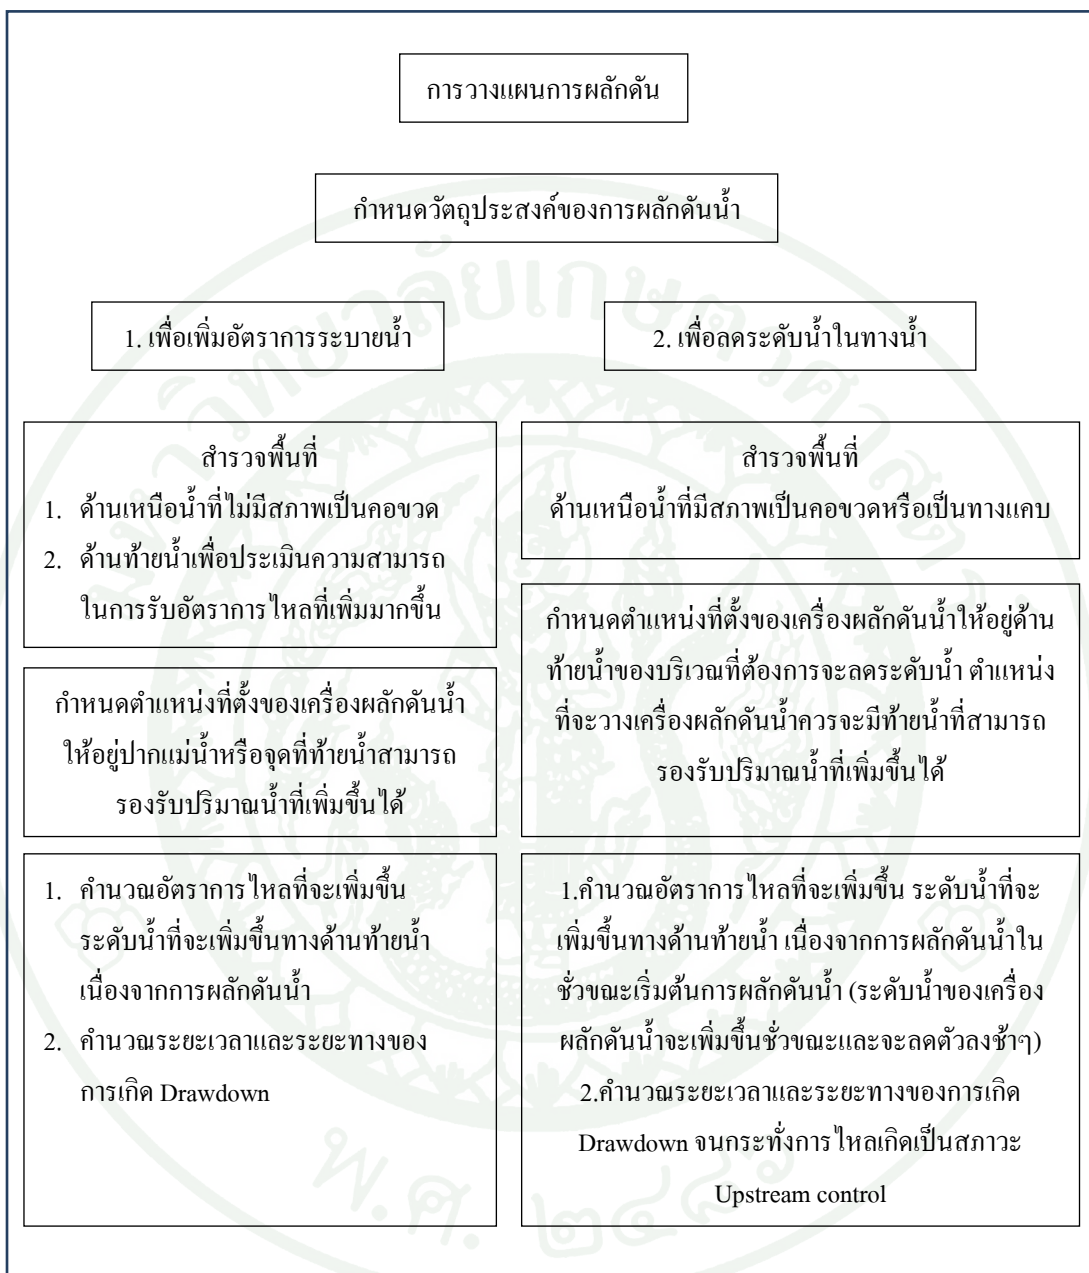 การวางแผนการผลักดัน
กำหนดวัตถุประสงค์ของการผลักดันน้ำ
1. เพื่อเพิ่มอัตราการระบายน้ำ
2. เพื่อลดระดับน้ำในทางน้ำ
สำรวจพื้นที่
1. ด้านเหนือน้ำที่ไม่มีสภาพเป็นคอขวด
2. ด้านท้ายน้ำเพื่อประเมินความสามารถ
ในการรับอัตราการไหลที่เพิ่มมากขึ้น
สำรวจพื้นที่
ด้านเหนือน้ำที่มีสภาพเป็นคอขวดหรือเป็นทางแคบ
กำหนดตำแหน่งที่ตั้งของเครื่องผลักดันน้ำ
ให้อยู่ปากแม่น้ำหรือจุดที่ท้ายน้ำสามารถ
รองรับปริมาณน้ำที่เพิ่มขึ้นได้
กำหนดตำแหน่งที่ตั้งของเครื่องผลักดันน้ำให้อยู่ด้าน
ท้ายน้ำของบริเวณที่ต้องการจะลดระดับน้ำ ตำแหน่ง
ที่จะวางเครื่องผลักดันน้ำควรจะมีท้ายน้ำที่สามารถ
รองรับปริมาณน้ำที่เพิ่มขึ้นได้
1. คำนวณอัตราการไหลที่จะเพิ่มขึ้น
ระดับน้ำที่จะเพิ่มขึ้นทางด้านท้ายน้ำ
เนื่องจากการผลักดันน้ำ
2. คำนวณระยะเวลาและระยะทางของ
การเกิด Drawdown
1.คำนวณอัตราการไหลที่จะเพิ่มขึ้น ระดับน้ำที่จะ
เพิ่มขึ้นทางด้านท้ายน้ำ เนื่องจากการผลักดันน้ำใน
ชั่วขณะเริ่มต้นการผลักดันน้ำ (ระดับน้ำของเครื่อง
ผลักดันน้ำจะเพิ่มขึ้นชั่วขณะและจะลดตัวลงช้าๆ)
2.คำนวณระยะเวลาและระยะทางของการเกิด
Drawdown จนกระทั่งการไหลเกิดเป็นสภาวะ
Upstream control
มหาวิทยาลัยเกษตรศาสตร์
พ.ศ. ๒๔๘๖